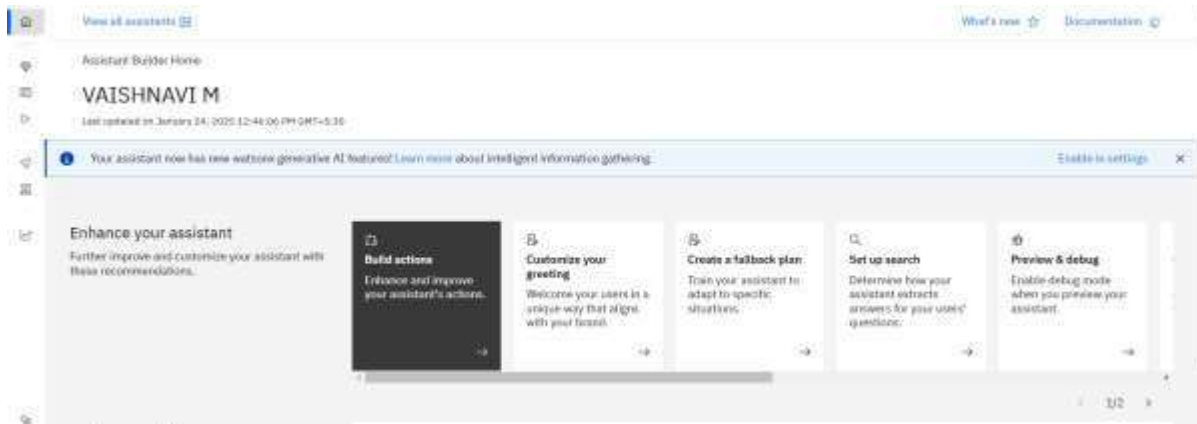 View all assistants
What's new
Documentation
Assistant Builder Home
VAISHNAVI M
Last updated on January 24, 2025 12:46:06 PM GMT+5:30
Your assistant now has new watsonx generative AI features! Learn more about intelligent information gathering.
Enable in settings
Enhance your assistant
Further improve and customize your assistant with
these recommendations.
Build actions
Enhance and improve
your assistant's actions.
Customize your
greeting
Welcome your users in a
unique way that aligns
with your brand.
Create a fallback plan
Train your assistant to
adapt to specific
situations.
Set up search
Determine how your
assistant extracts
answers for your users'
questions.
Preview & debug
Enable debug mode
when you preview your
assistant.
1/2